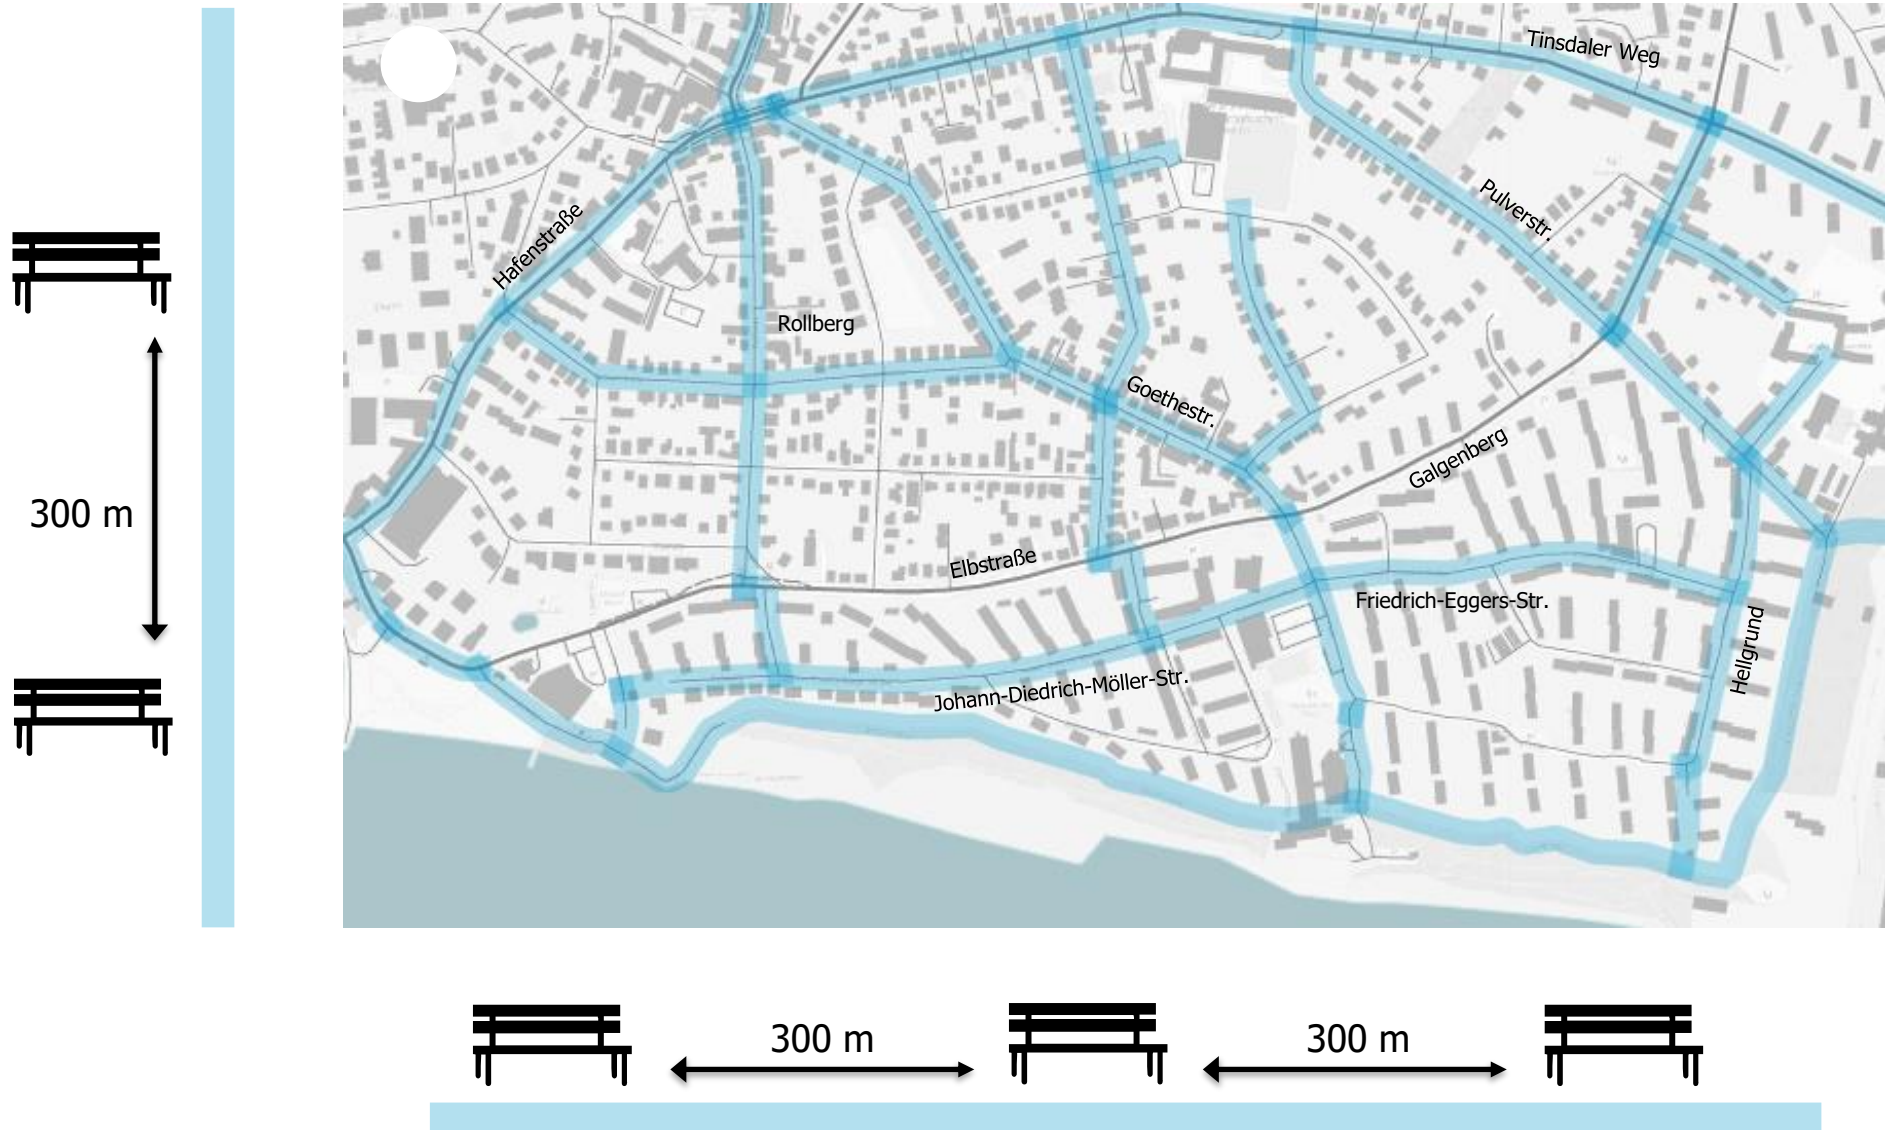 Tinsdaler Weg
Pulverstr.
Hafenstraße
Rollberg
Goethestr.
Galgenberg
300 m
Elbstraße
Friedrich-Eggers-Str.
Hellgrund
Johann-Diedrich-Möller-Str.
300 m
300 m